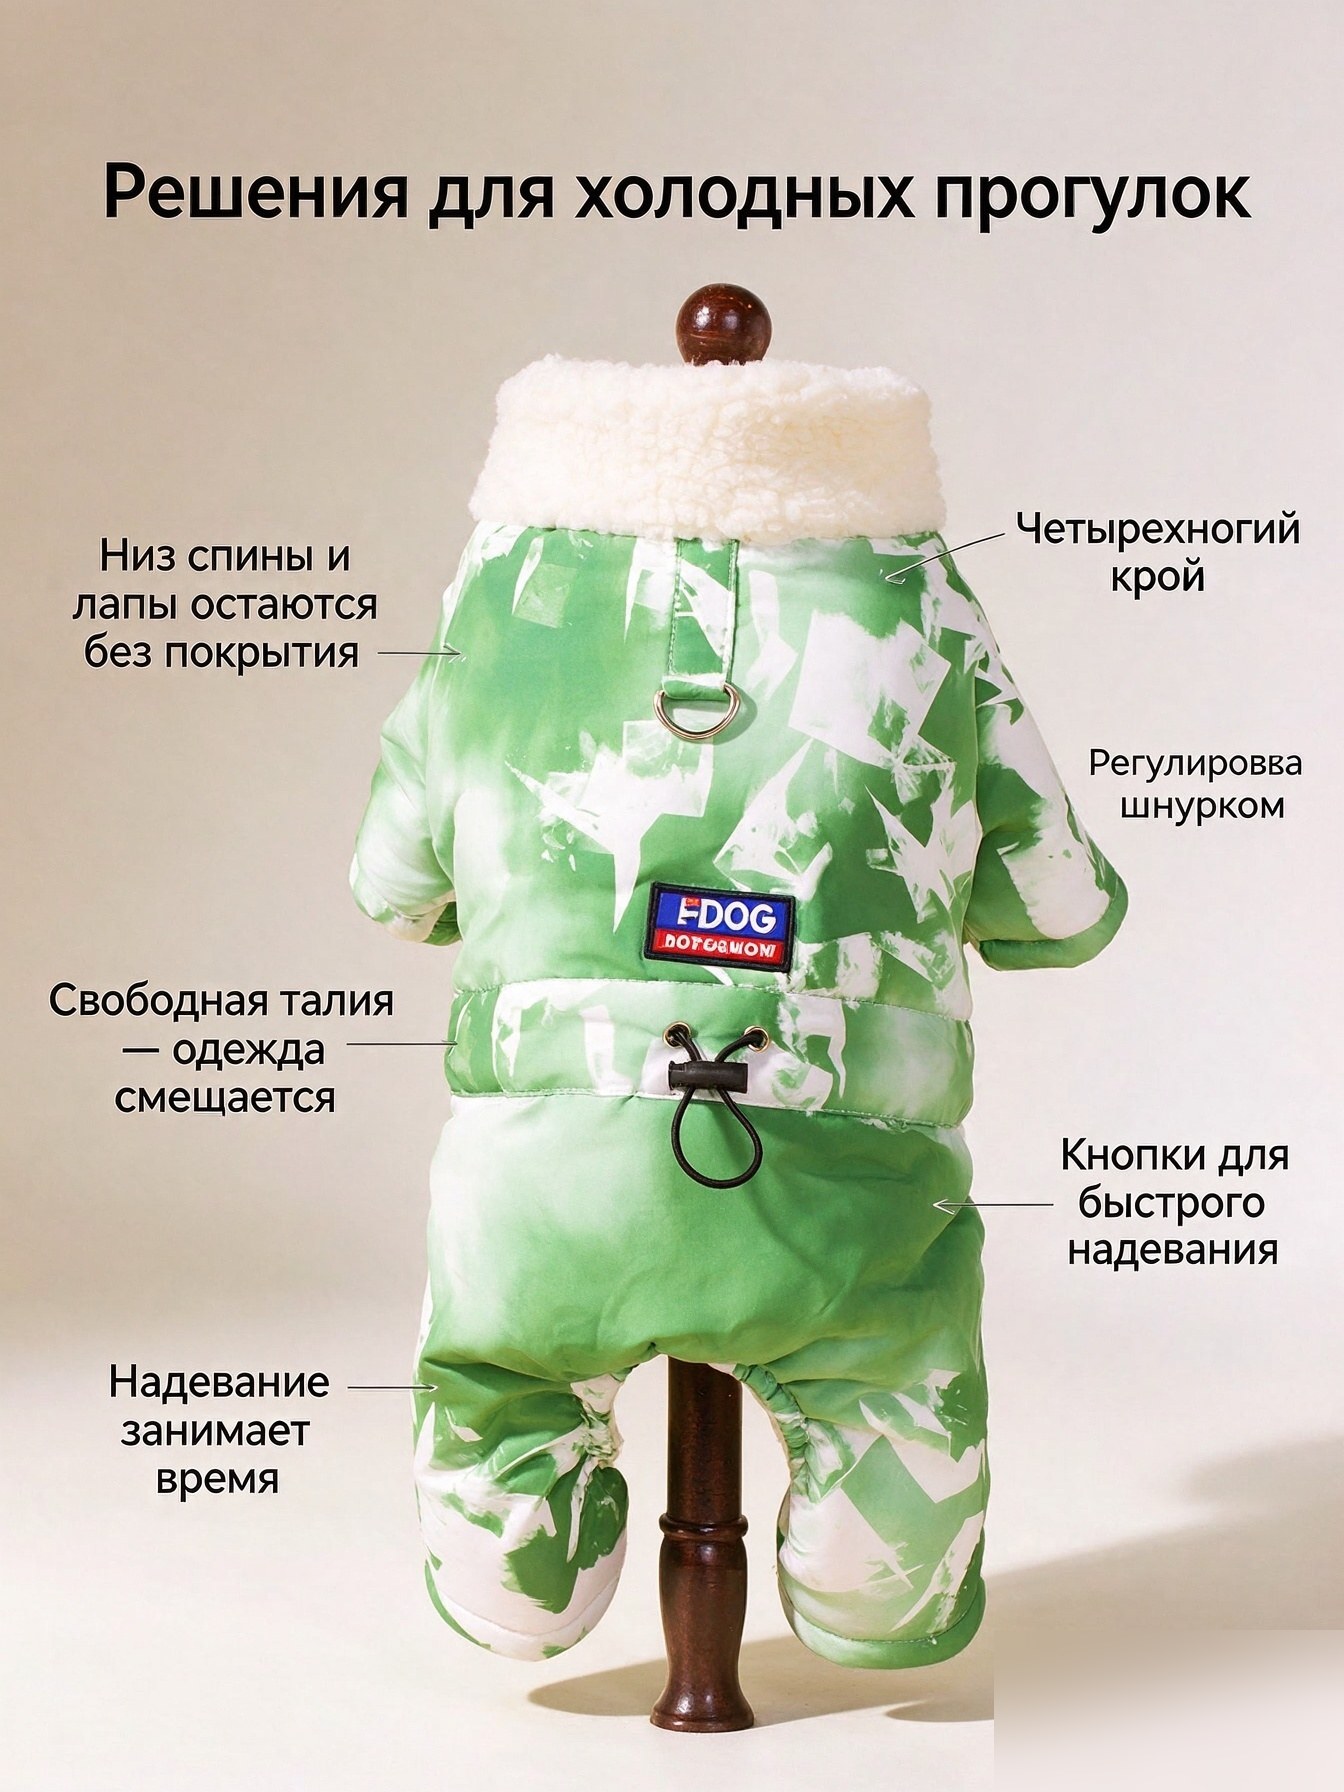 Решения для холодных прогулок
Низ спины и
лапы остаются
без покрытия
Четырехногий
крой
Регулировва
шнурком
DOG
Свободная талия
— одежда
смещается
Кнопки для
быстрого
надевания
Надевание
занимает
время